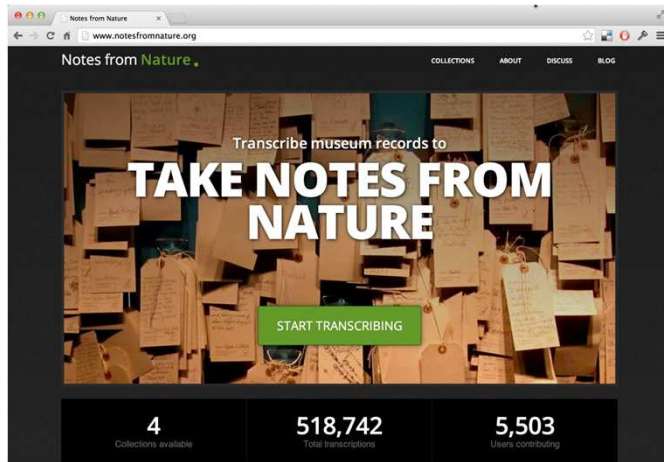 Notes from Nature
www.notesfromnature.org
Notes from Nature.
COLLECTIONS ABOUT DISCUSS BLOG
Transcribe museum records to
TAKE NOTES FROM
NATURE
START TRANSCRIBING
4 518,742 5,503
Collections available Total transcriptions Users contributing